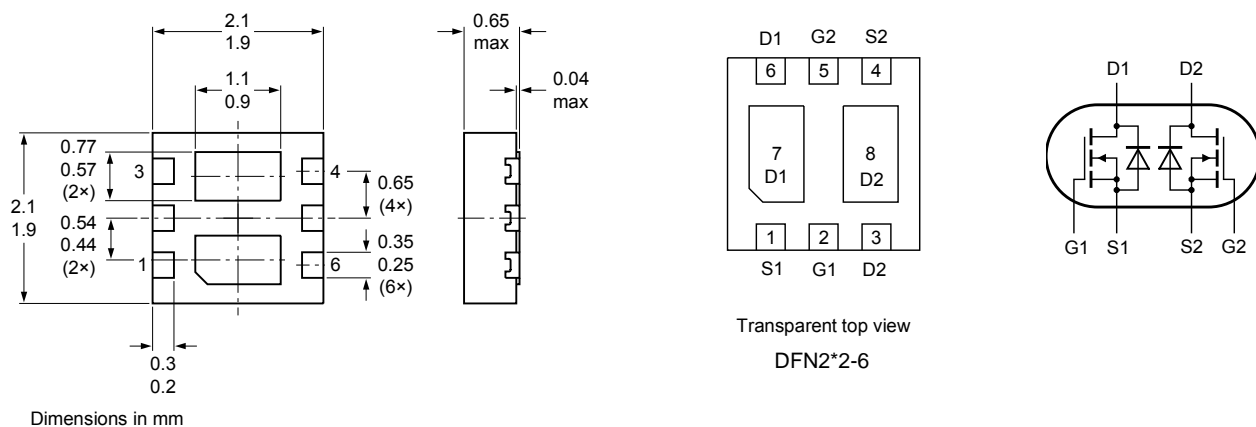 2.1
1.9
1.1
0.9
0.65
max
0.04
max
0.77
0.57
(2×)
3
4
0.65
(4×)
2.1
1.9
0.54
0.44
(2×)
0.35
0.25
(6×)
1
6
0.3
0.2
Dimensions in mm
D1 G2 S2
6 5 4
7 8
D1 D2
1 2 3
S1 G1 D2
Transparent top view
DFN2*2-6
D1 D2
G1 S1 S2 G2